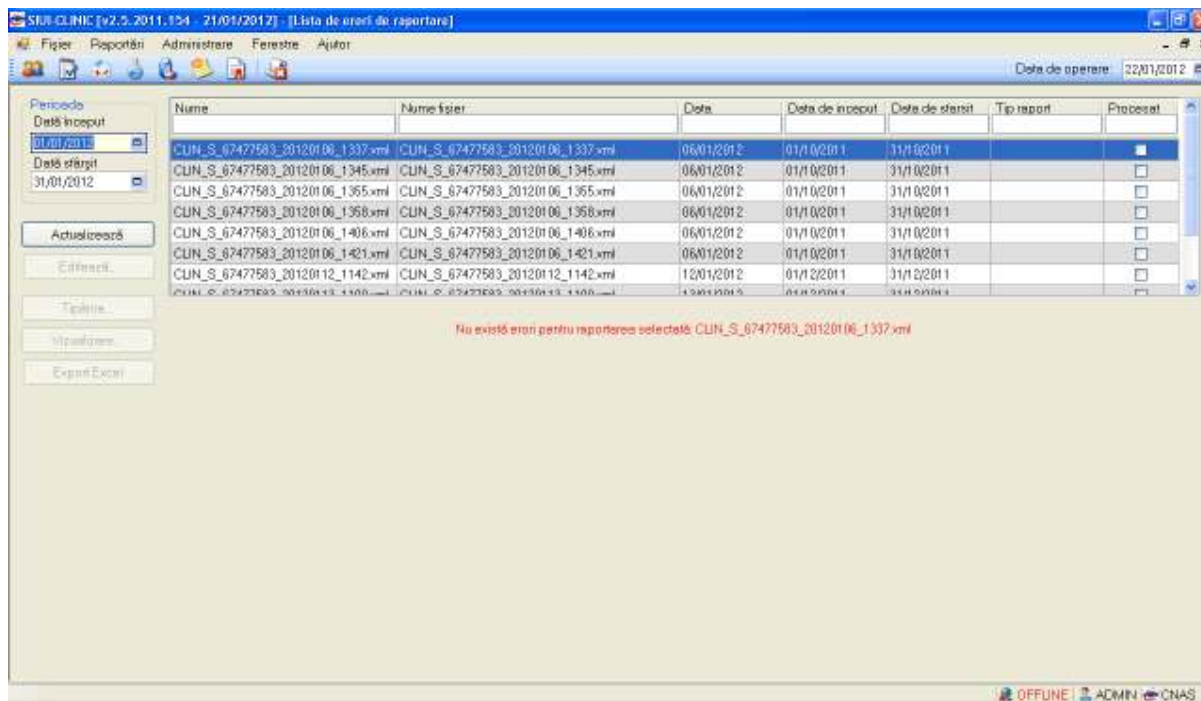 SIUI-CLINIC [v2.5.2011.154 - 21/01/2012] - [Lista de erori de raportare]
Fişier Raportări Administrare Ferestre Ajutor
Data de operare: 22/01/2012
Perioada
Dată început
01/01/2012
Dată sfârşit
31/01/2012
Actualizează
Editează...
Tipărire...
Vizualizare...
Export Excel
Nume Nume fisier Data Data de inceput Data de sfarsit Tip raport Procesat
CLIN_S_67477583_20120106_1337.xml CLIN_S_67477583_20120106_1337.xml 06/01/2012 01/10/2011 31/10/2011
CLIN_S_67477583_20120106_1345.xml CLIN_S_67477583_20120106_1345.xml 06/01/2012 01/10/2011 31/10/2011
CLIN_S_67477583_20120106_1355.xml CLIN_S_67477583_20120106_1355.xml 06/01/2012 01/10/2011 31/10/2011
CLIN_S_67477583_20120106_1358.xml CLIN_S_67477583_20120106_1358.xml 06/01/2012 01/10/2011 31/10/2011
CLIN_S_67477583_20120106_1406.xml CLIN_S_67477583_20120106_1406.xml 06/01/2012 01/10/2011 31/10/2011
CLIN_S_67477583_20120106_1421.xml CLIN_S_67477583_20120106_1421.xml 06/01/2012 01/10/2011 31/10/2011
CLIN_S_67477583_20120112_1142.xml CLIN_S_67477583_20120112_1142.xml 12/01/2012 01/12/2011 31/12/2011
Nu există erori pentru raportarea selectată: CLIN_S_67477583_20120106_1337.xml
OFFLINE ADMIN CNAS